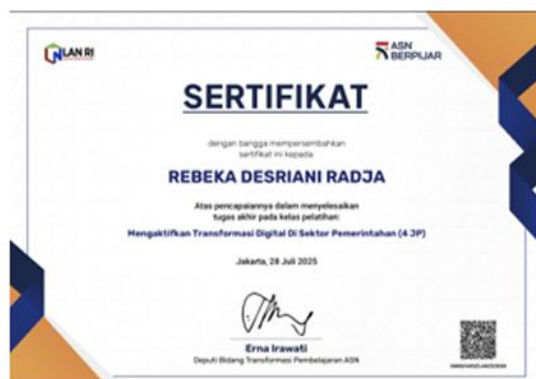 LAN RI
ASN
BERPIJAR
SERTIFIKAT
dengan bangga mempersembahkan
sertifikat ini kepada:
REBEKA DESRIANI RADJA
Atas pencapaiannya dalam menyelesaikan
tugas akhir pada kelas pelatihan:
Mengaktifkan Transformasi Digital Di Sektor Pemerintahan (4 JP)
Jakarta, 28 Juli 2025
Erna Irawati
Deputi Bidang Transformasi Pembelajaran ASN